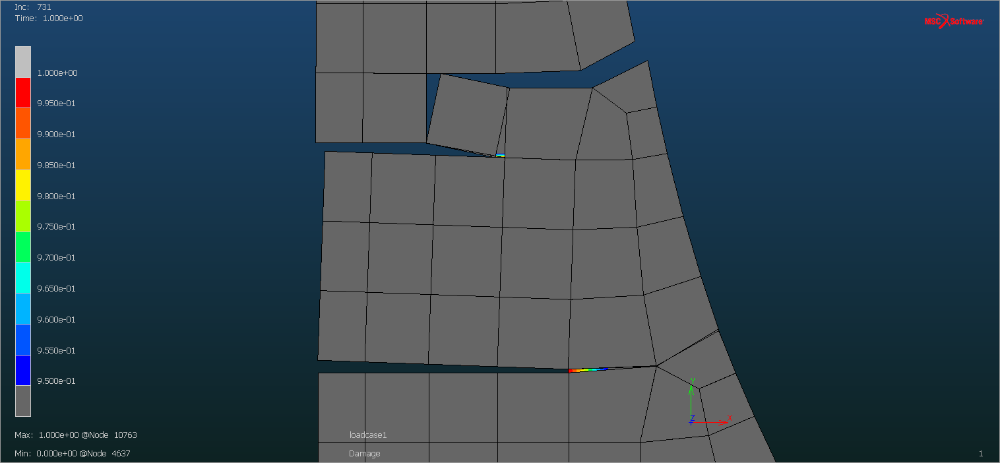 Inc: 731
Time: 1.000e+00
MSC Software
1.000e+00
9.950e-01
9.900e-01
9.850e-01
9.800e-01
9.750e-01
9.700e-01
9.650e-01
9.600e-01
9.550e-01
9.500e-01
Y
Z
X
Max: 1.000e+00 @Node 10763
loadcase1
Min: 0.000e+00 @Node 4637
Damage
1